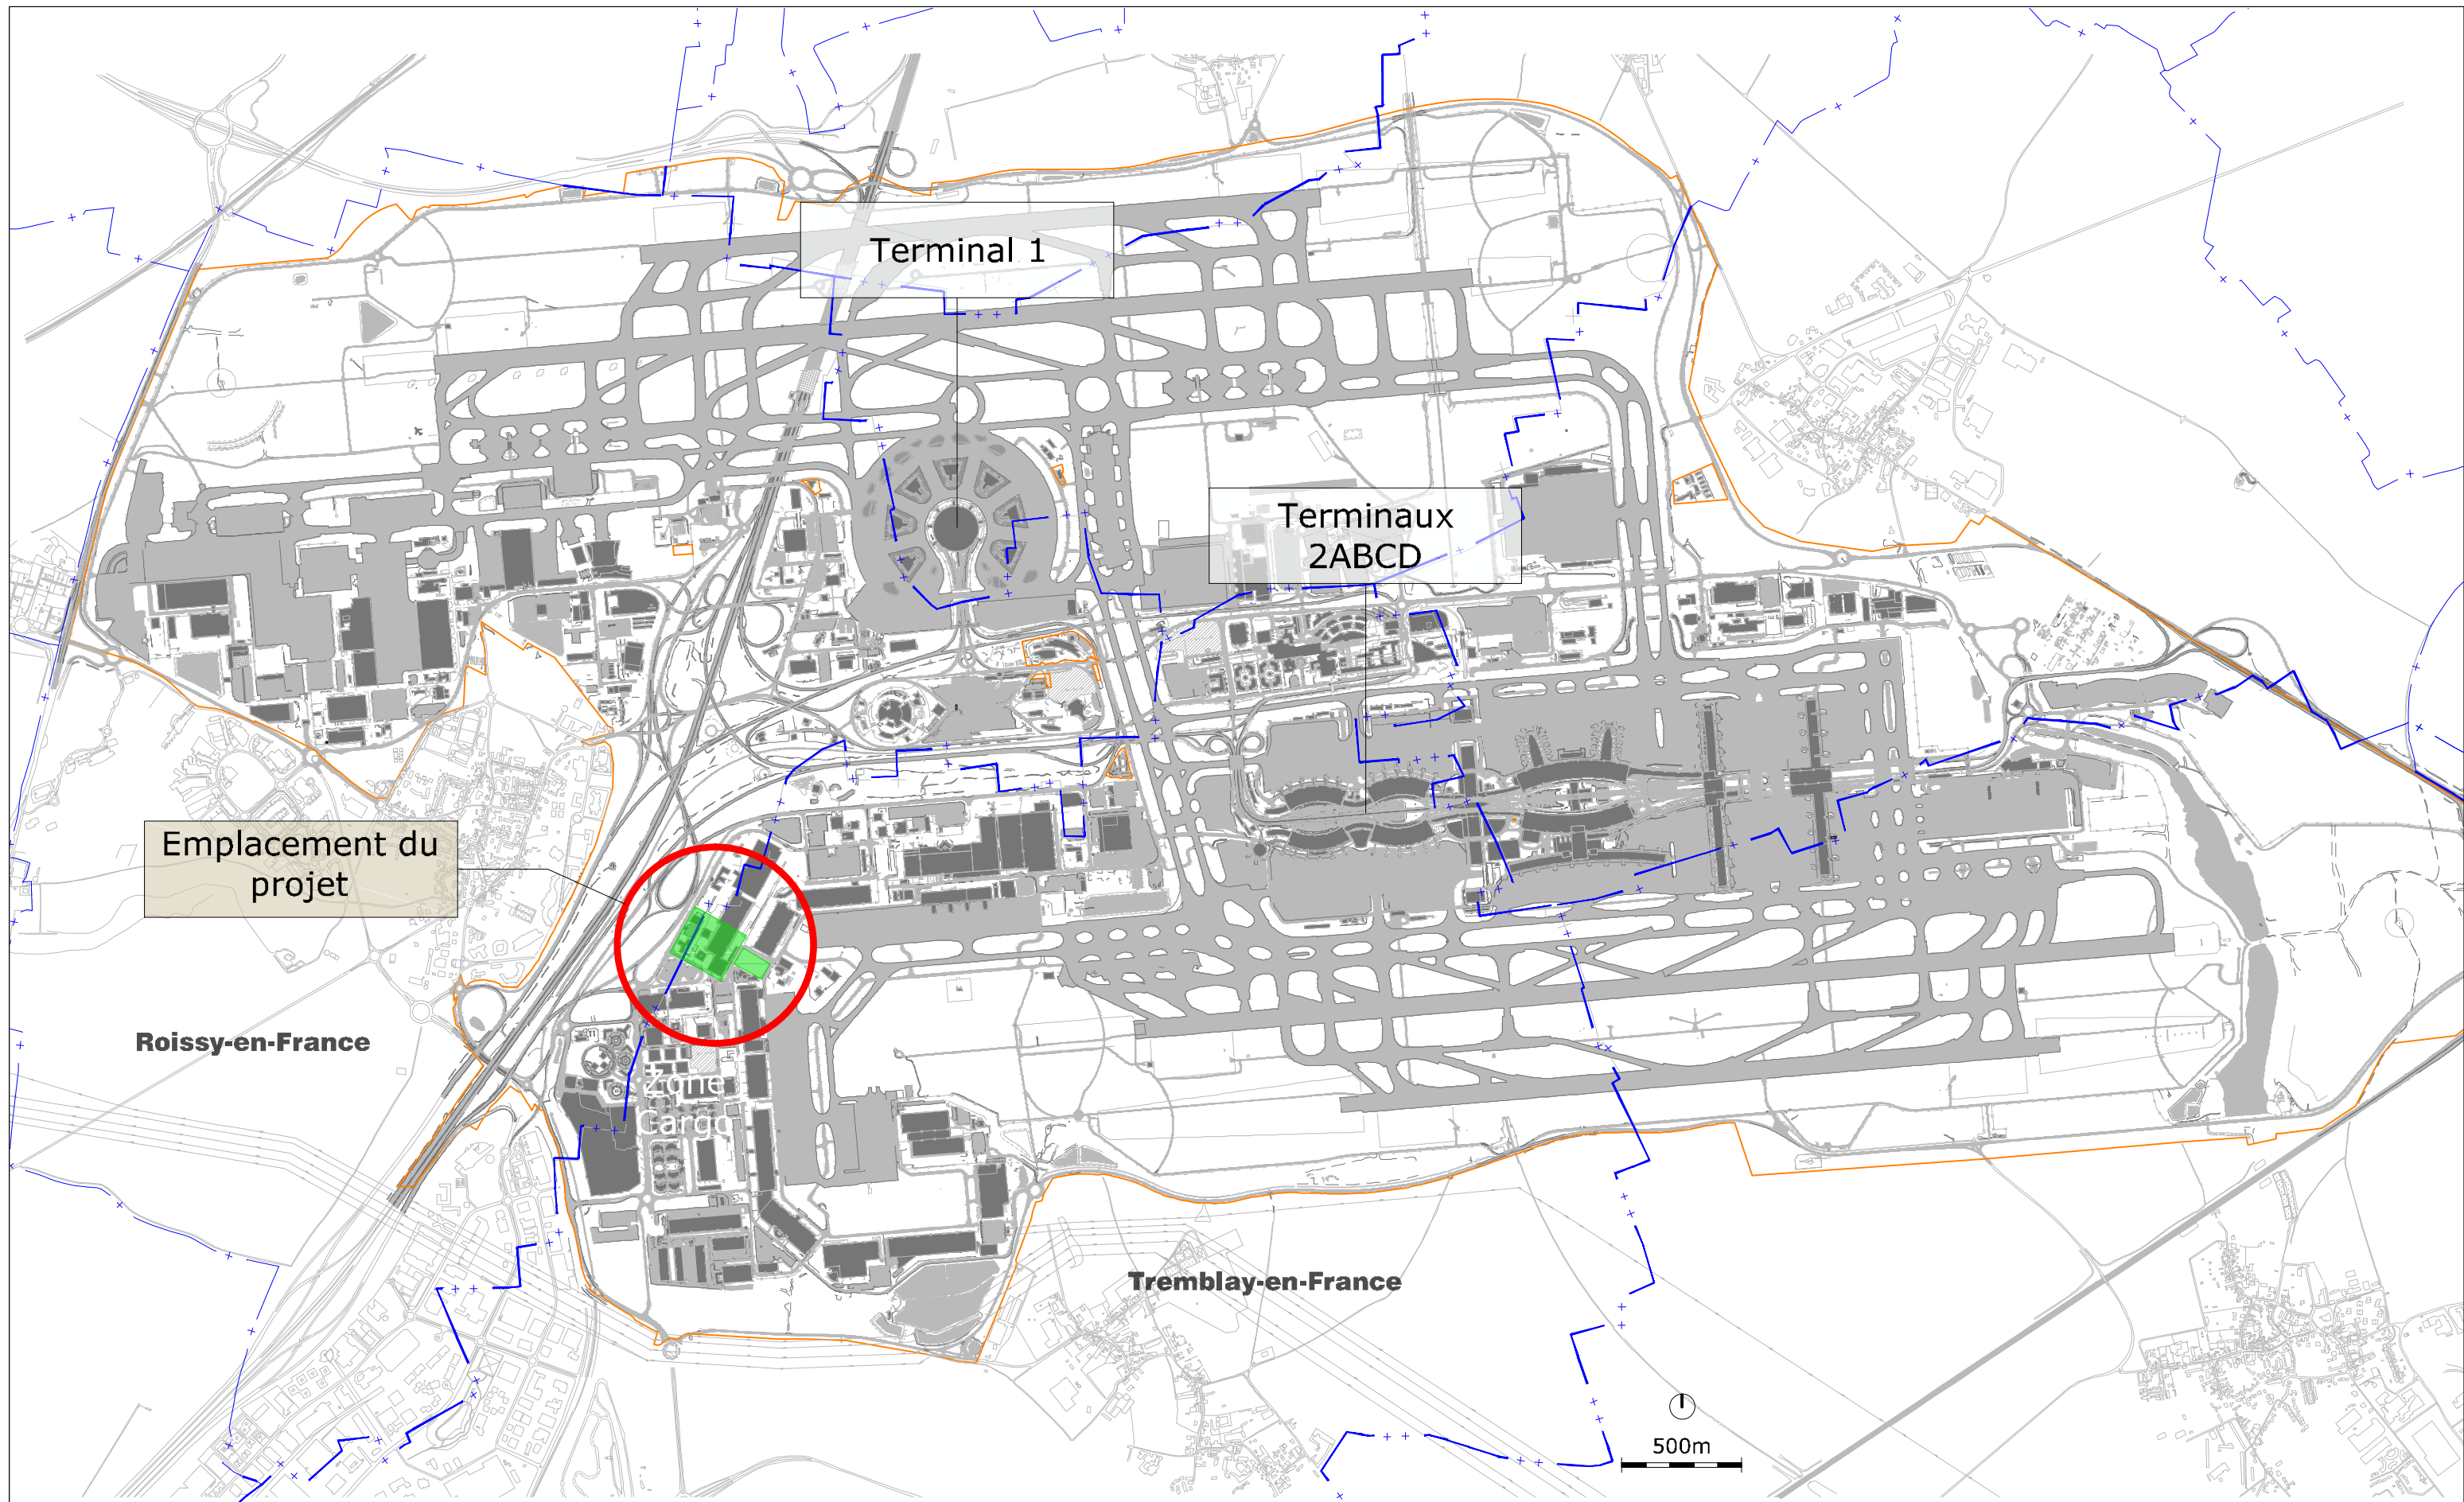 Terminal 1
Terminaux
2ABCD
Emplacement du
projet
Roissy-en-France
Zone
Cargo
Tremblay-en-France
500m